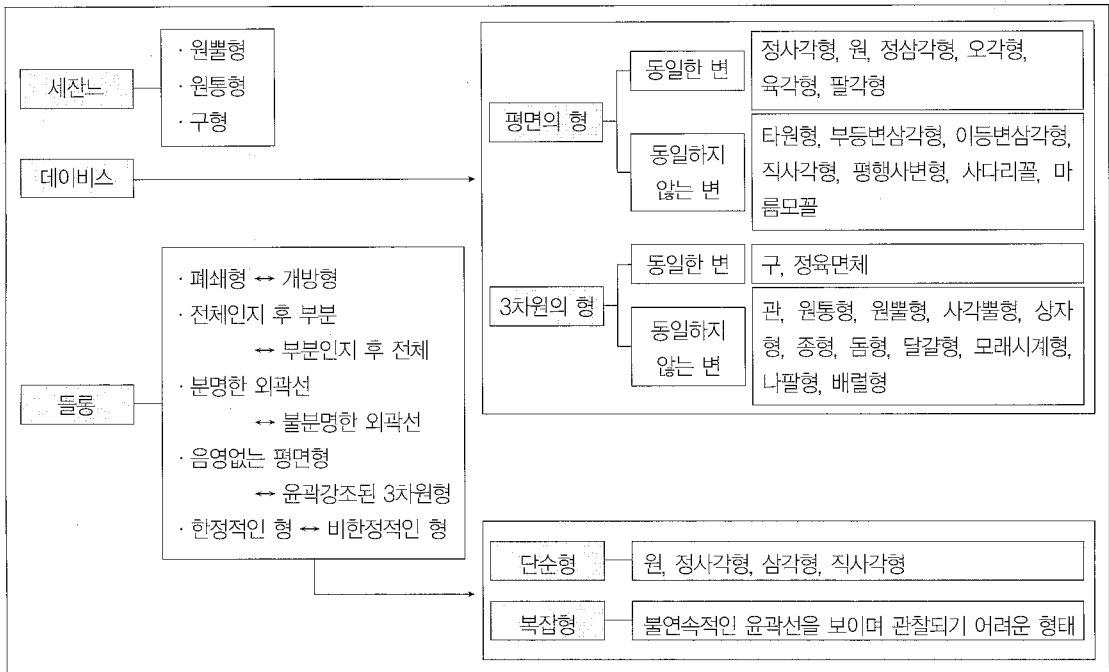 세잔느
· 원뿔형
· 원통형
· 구형
데이비스
평면의 형
동일한 변
정사각형, 원, 정삼각형, 오각형,
육각형, 팔각형
동일하지
않는 변
타원형, 부등변삼각형, 이등변삼각형,
직사각형, 평행사변형, 사다리꼴, 마
름모꼴
3차원의 형
동일한 변
구, 정육면체
동일하지
않는 변
관, 원통형, 원뿔형, 사각뿔형, 상자
형, 종형, 돔형, 달걀형, 모래시계형,
나팔형, 배럴형
들롱
· 폐쇄형 ↔ 개방형
· 전체인지 후 부분
↔ 부분인지 후 전체
· 분명한 외곽선
↔ 불분명한 외곽선
· 음영없는 평면형
↔ 윤곽강조된 3차원형
· 한정적인 형 ↔ 비한정적인 형
단순형
원, 정사각형, 삼각형, 직사각형
복잡형
불연속적인 윤곽선을 보이며 관찰되기 어려운 형태